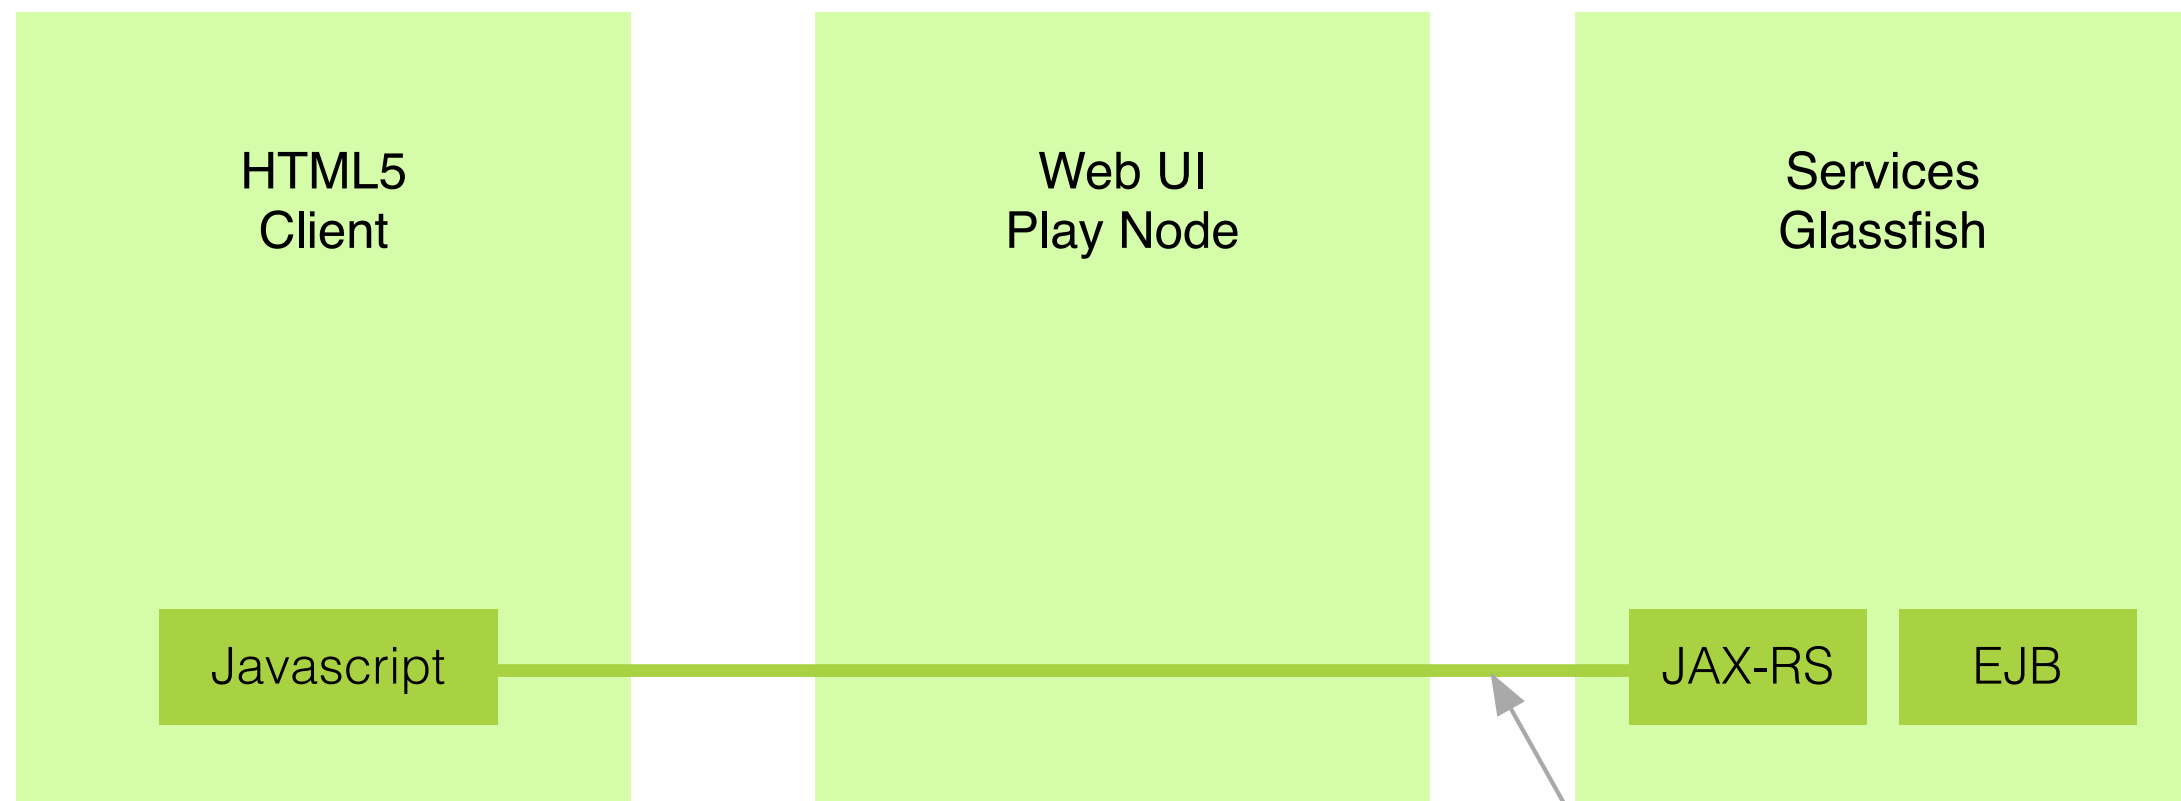 HTML5
Client
Web UI
Play Node
Services
Glassfish
Javascript
JAX-RS
EJB